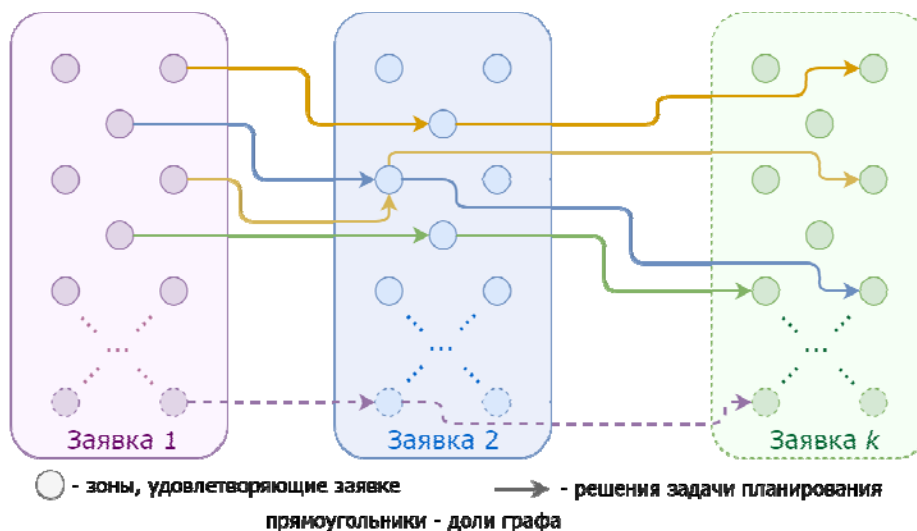 Заявка 1
Заявка 2
Заявка k
- зоны, удовлетворяющие заявке
- решения задачи планирования
прямоугольники - доли графа